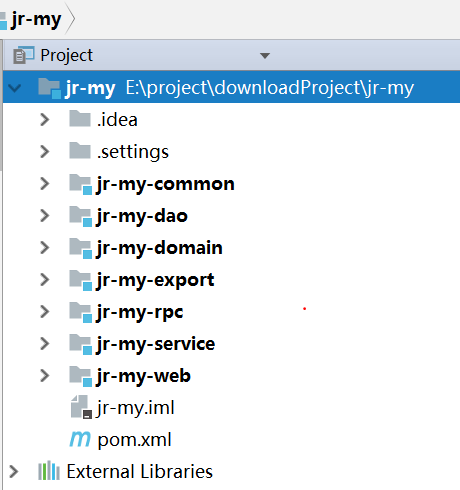 jr-my
Project
jr-my E:\project\downloadProject\jr-my
.idea
.settings
jr-my-common
jr-my-dao
jr-my-domain
jr-my-export
jr-my-rpc
jr-my-service
jr-my-web
jr-my.iml
m pom.xml
External Libraries